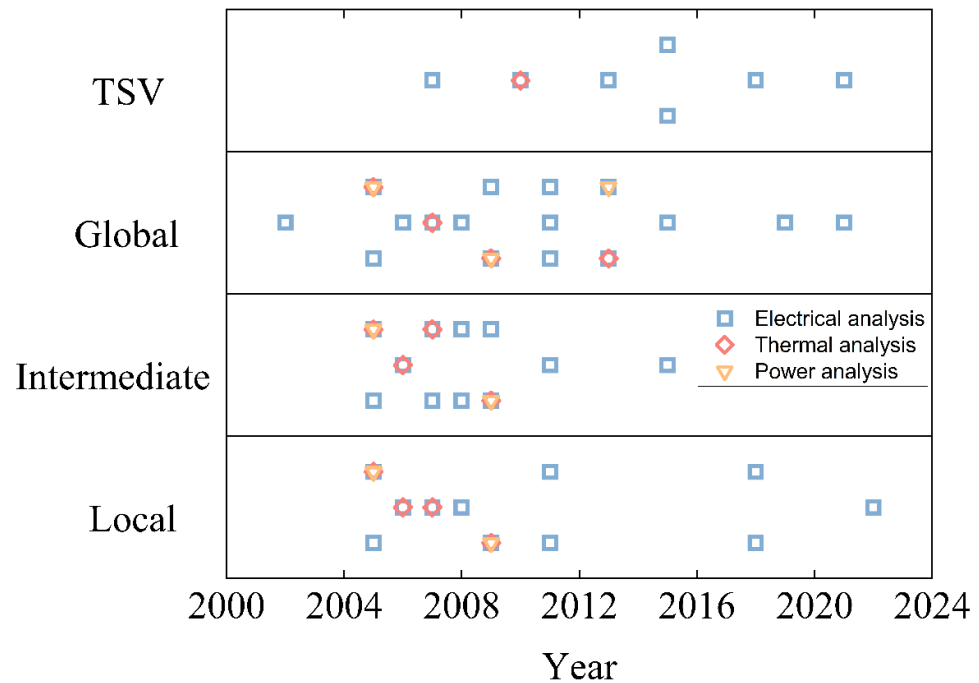 TSV
Global
Intermediate
Local
Electrical analysis
Thermal analysis
Power analysis
2000 2004 2008 2012 2016 2020 2024
Year